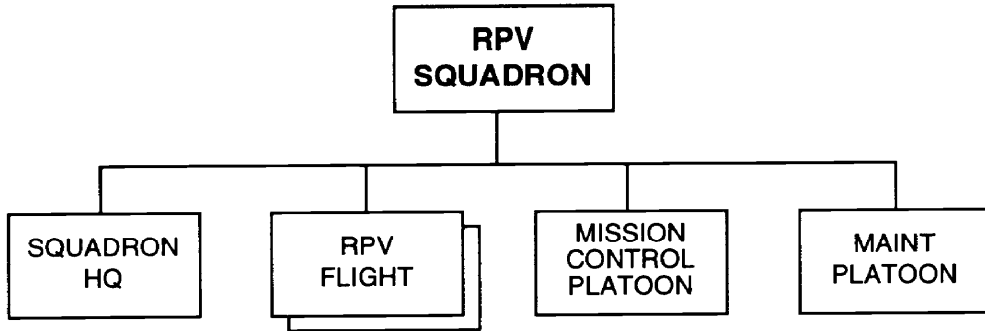 RPV
SQUADRON
SQUADRON
HQ
RPV
FLIGHT
MISSION
CONTROL
PLATOON
MAINT
PLATOON